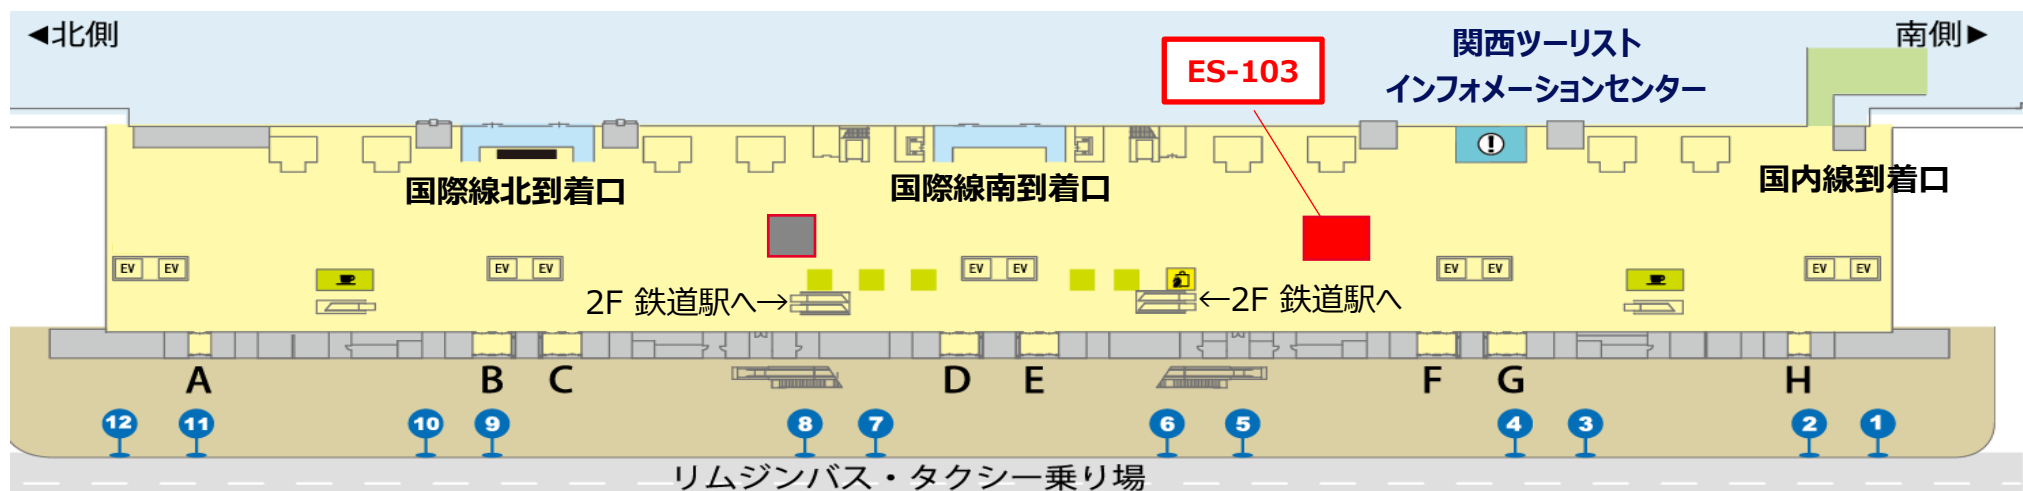 ◀北側
南側▶
関西ツーリスト
インフォメーションセンター
ES-103
国際線北到着口
国際線南到着口
国内線到着口
EV EV
EV EV
EV EV
EV EV
EV EV
2F 鉄道駅へ→
←2F 鉄道駅へ
A B C D E F G H
12 11 10 9 8 7 6 5 4 3 2 1
リムジンバス・タクシー乗り場